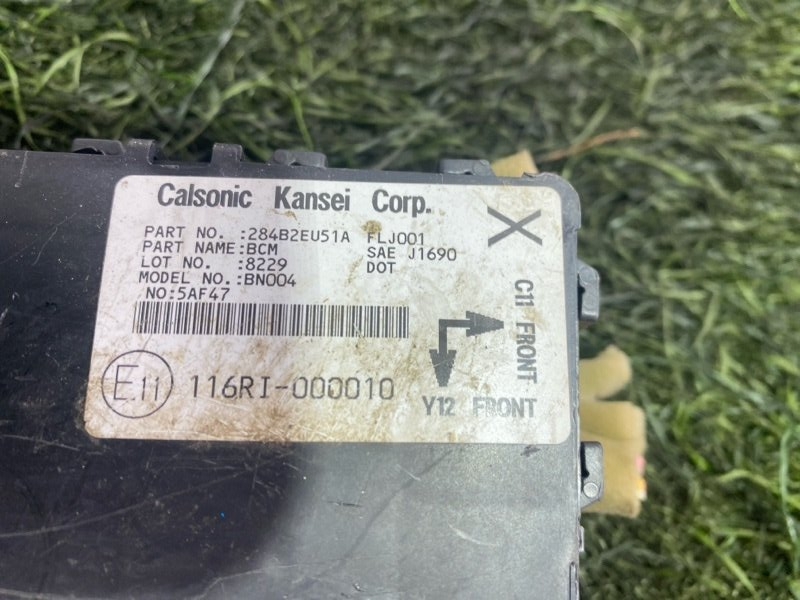 Calsonic Kansei Corp.
PART NO.:284B2EU51A FLJ001
PART NAME:BCM SAE J1690
LOT NO. :8229 DOT
MODEL NO.:BN004
NO:5AF47
X
C11 FRONT
Y12 FRONT
E11 116RI-000010